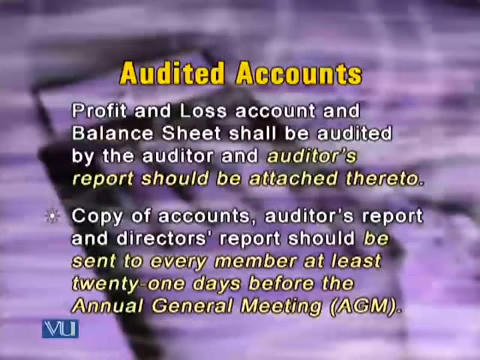 Audited Accounts
Profit and Loss account and
Balance Sheet shall be audited
by the auditor and auditor's
report should be attached thereto.
Copy of accounts, auditor's report
and directors' report should be
sent to every member at least
twenty-one days before the
Annual General Meeting (AGM).
VU